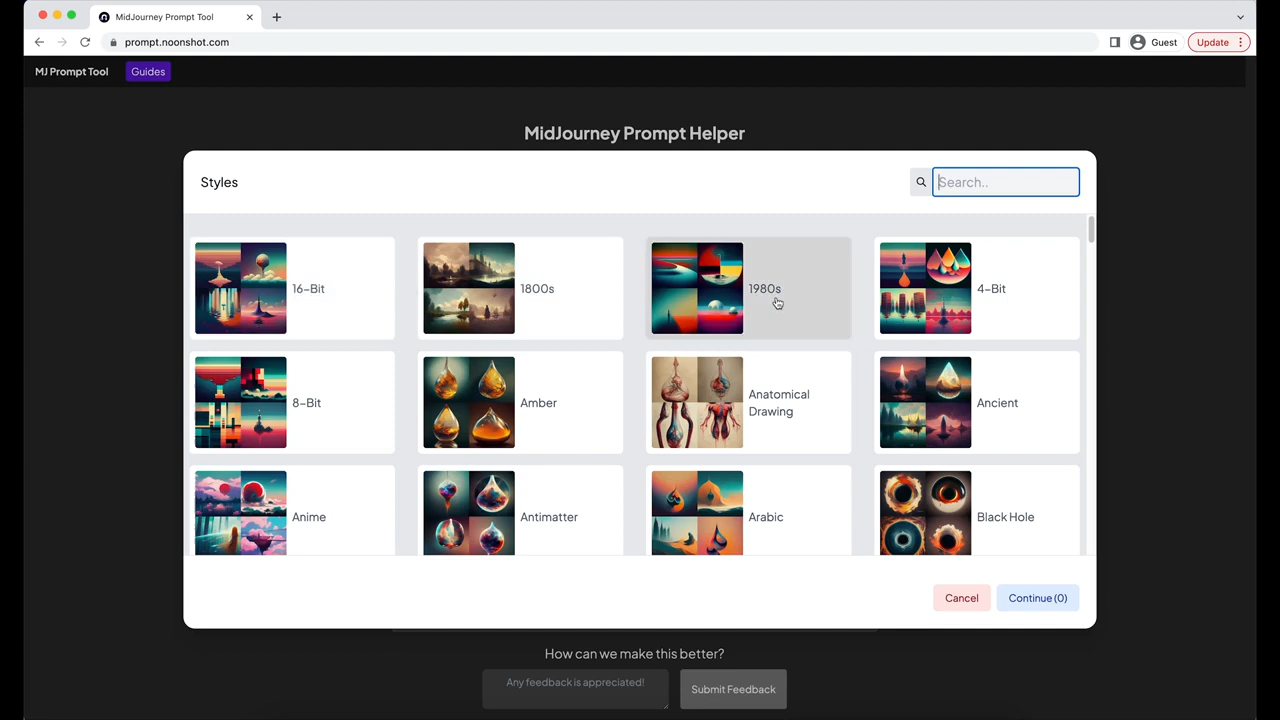 MidJourney Prompt Tool
prompt.noonshot.com
Guest
Update
MJ Prompt Tool
Guides
MidJourney Prompt Helper
Styles
Search..
16-Bit
1800s
1980s
4-Bit
8-Bit
Amber
Anatomical
Drawing
Ancient
Anime
Antimatter
Arabic
Black Hole
Cancel
Continue (0)
How can we make this better?
Any feedback is appreciated!
Submit Feedback